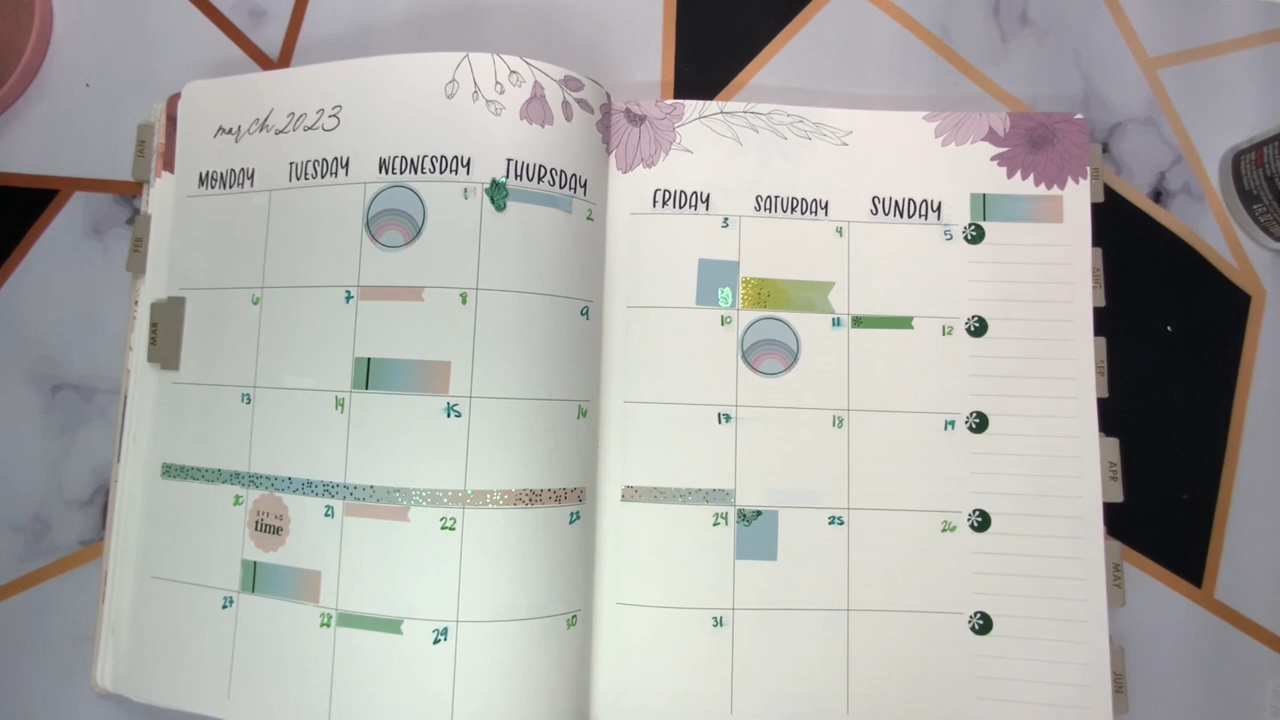 march 2023
MONDAY TUESDAY WEDNESDAY THURSDAY FRIDAY SATURDAY SUNDAY
1 2 3 4 5
6 7 8 9 10 11 12
13 14 15 16 17 18 19
20 21 22 23 24 25 26
SPRING
time
27 28 29 30 31
JAN
FEB
MAR
AUG
SEP
APR
MAY
JUN